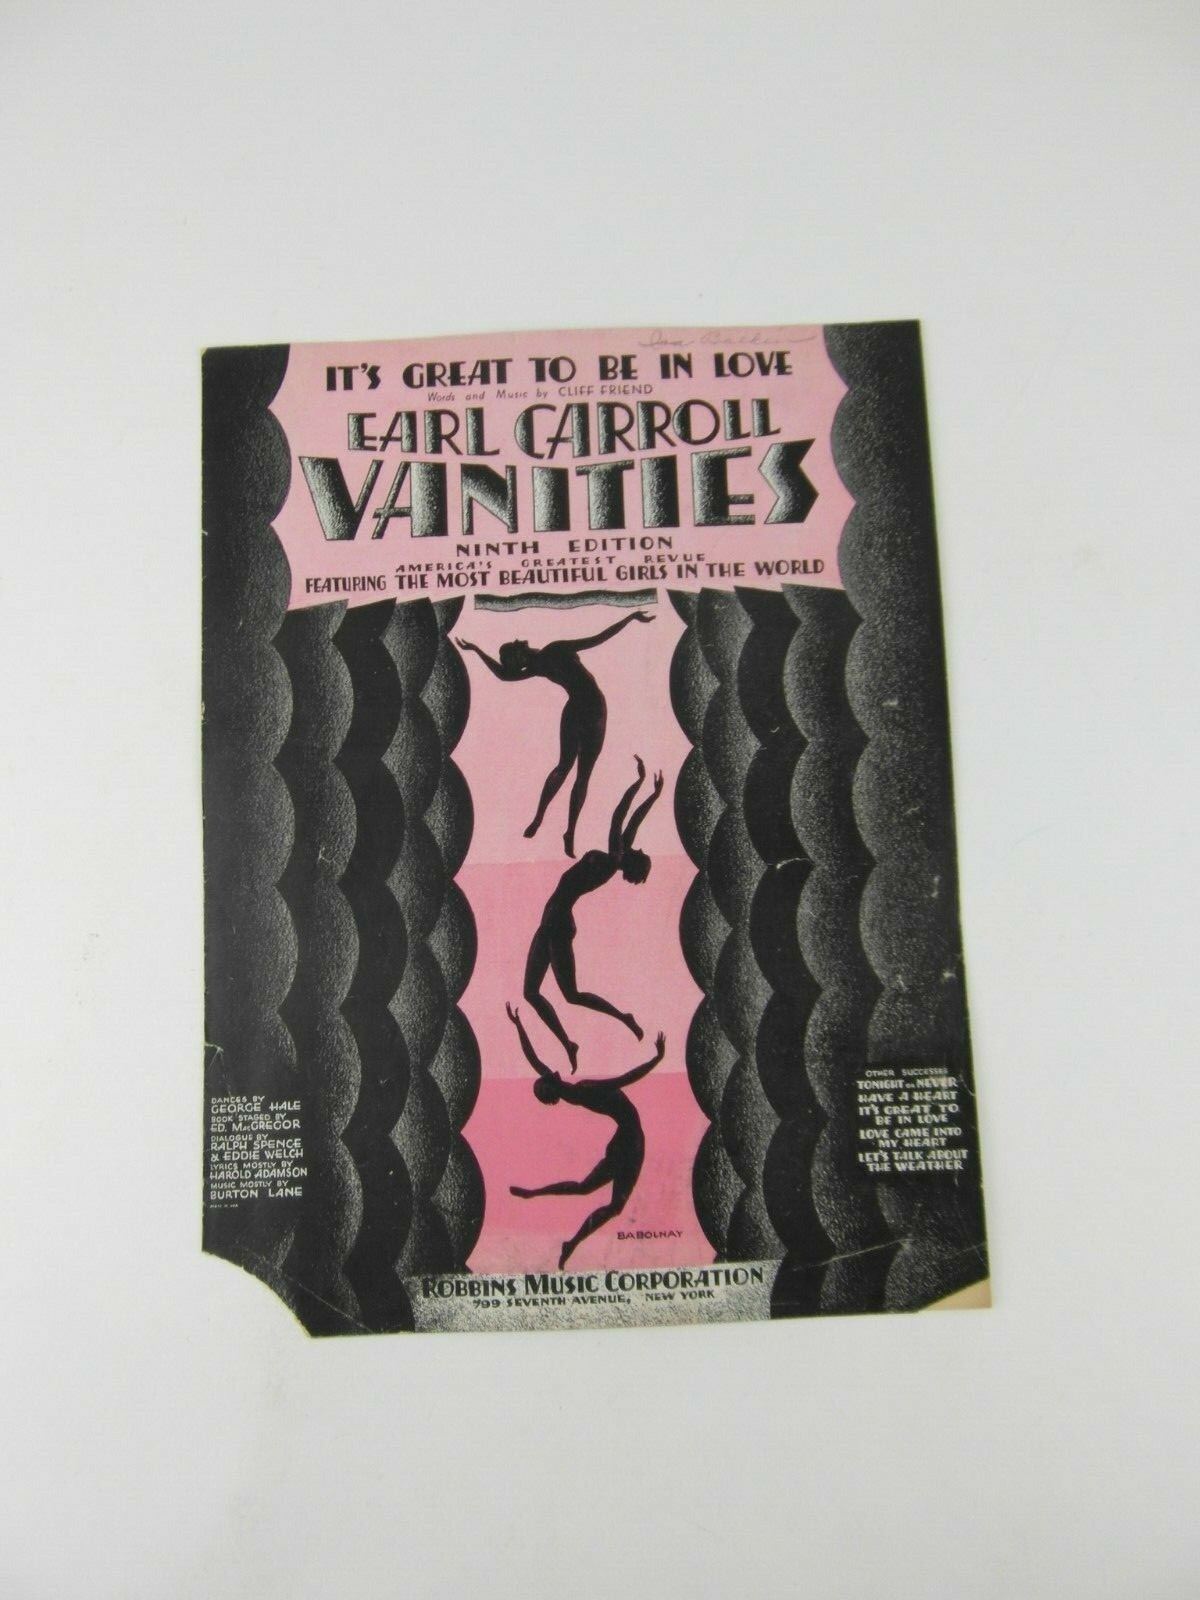 IT'S GREAT TO BE IN LOVE
Words and Music by CLIFF FRIEND
EARL CARROLL
VANITIES
NINTH EDITION
AMERICA'S GREATEST REVUE
FEATURING THE MOST BEAUTIFUL GIRLS IN THE WORLD
DANCES BY
GEORGE HALE
BOOK STAGED BY
ED. MacGREGOR
DIALOGUE BY
RALPH SPENCE
& EDDIE WELCH
LYRICS MOSTLY BY
HAROLD ADAMSON
MUSIC MOSTLY BY
BURTON LANE
OTHER SUCCESSES
TONIGHT OR NEVER
HAVE A HEART
IT'S GREAT TO
BE IN LOVE
LOVE CAME INTO
MY HEART
LET'S TALK ABOUT
THE WEATHER
BABOLNAY
ROBBINS MUSIC CORPORATION
799 SEVENTH AVENUE, NEW YORK